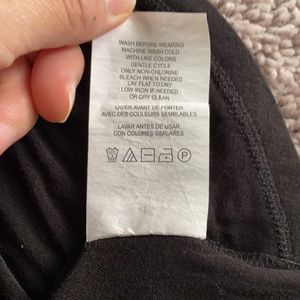 WASH BEFORE WEARING
MACHINE WASH COLD
WITH LIKE COLORS
GENTLE CYCLE
ONLY NON-CHLORINE
BLEACH WHEN NEEDED
LAY FLAT TO DRY
LOW IRON IF NEEDED
OR DRY CLEAN
LAVER AVANT DE PORTER
AVEC DES COULEURS SEMBLABLES
LAVAR ANTES DE USAR
CON COLORES SIMILARES
P